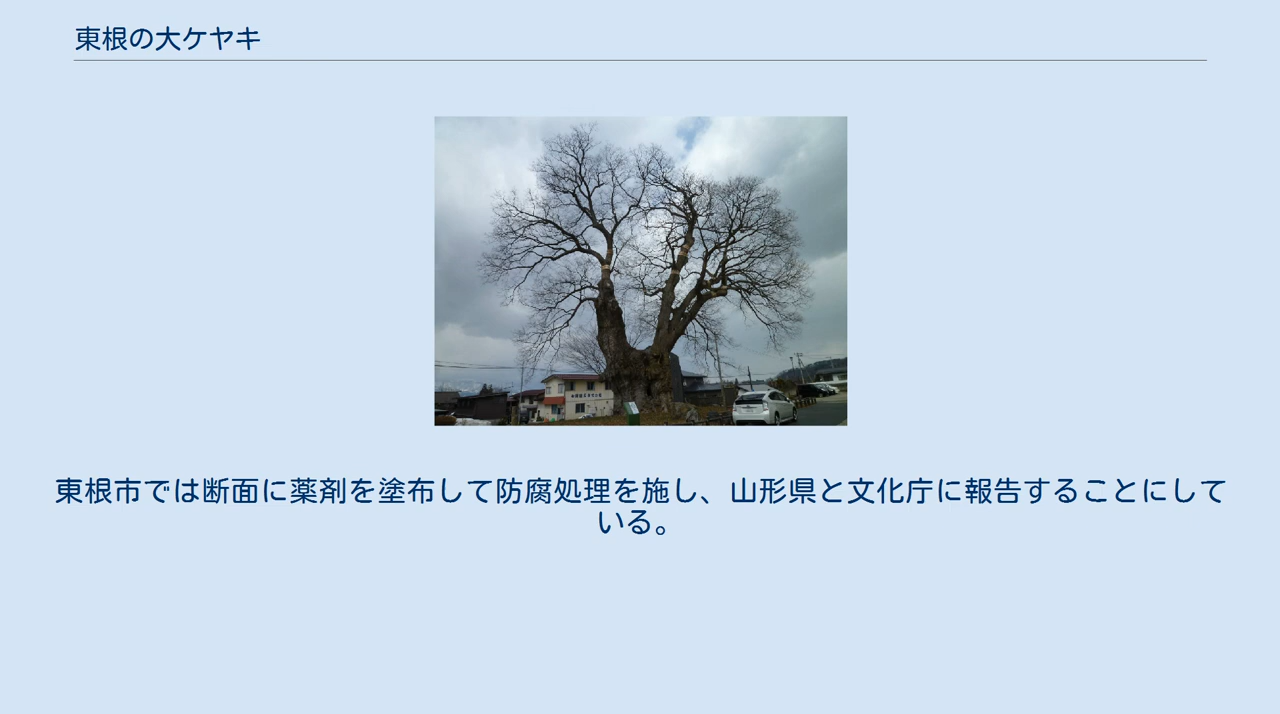 東根の大ケヤキ
東根市では断面に薬剤を塗布して防腐処理を施し、山形県と文化庁に報告することにして
いる。